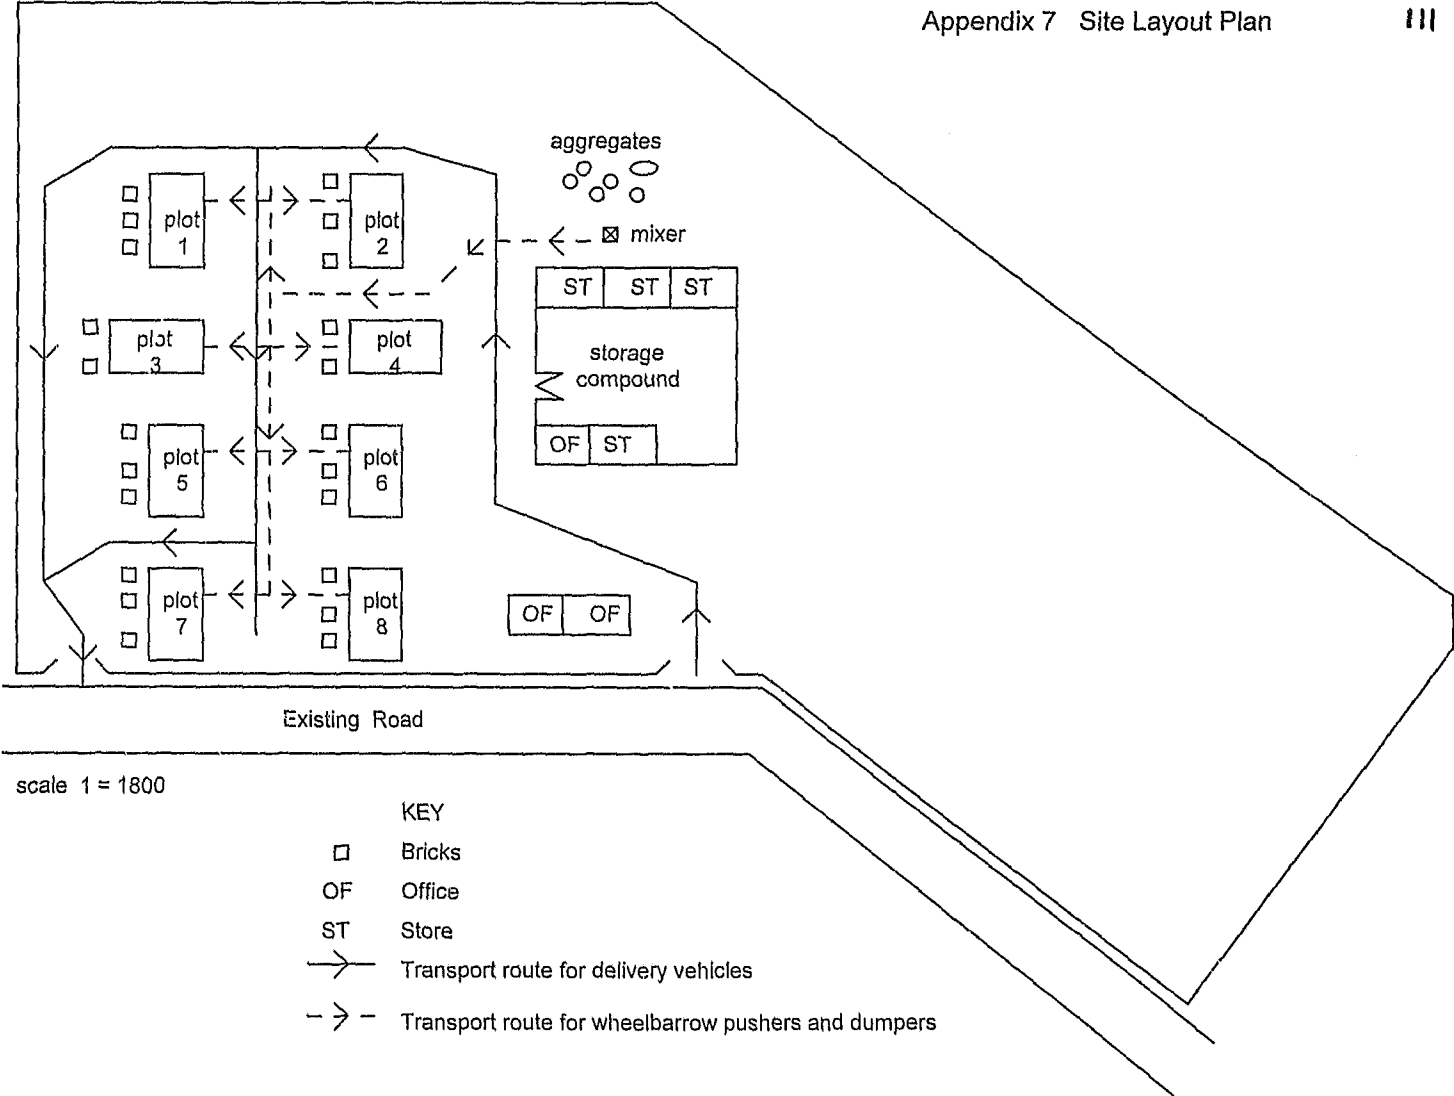 Appendix 7 Site Layout Plan
111
aggregates
mixer
plot
1
plot
2
ST ST ST
plot
3
plot
4
storage
compound
plot
5
plot
6
OF ST
plot
7
plot
8
OF OF
Existing Road
scale 1 = 1800
KEY
Bricks
OF Office
ST Store
Transport route for delivery vehicles
Transport route for wheelbarrow pushers and dumpers